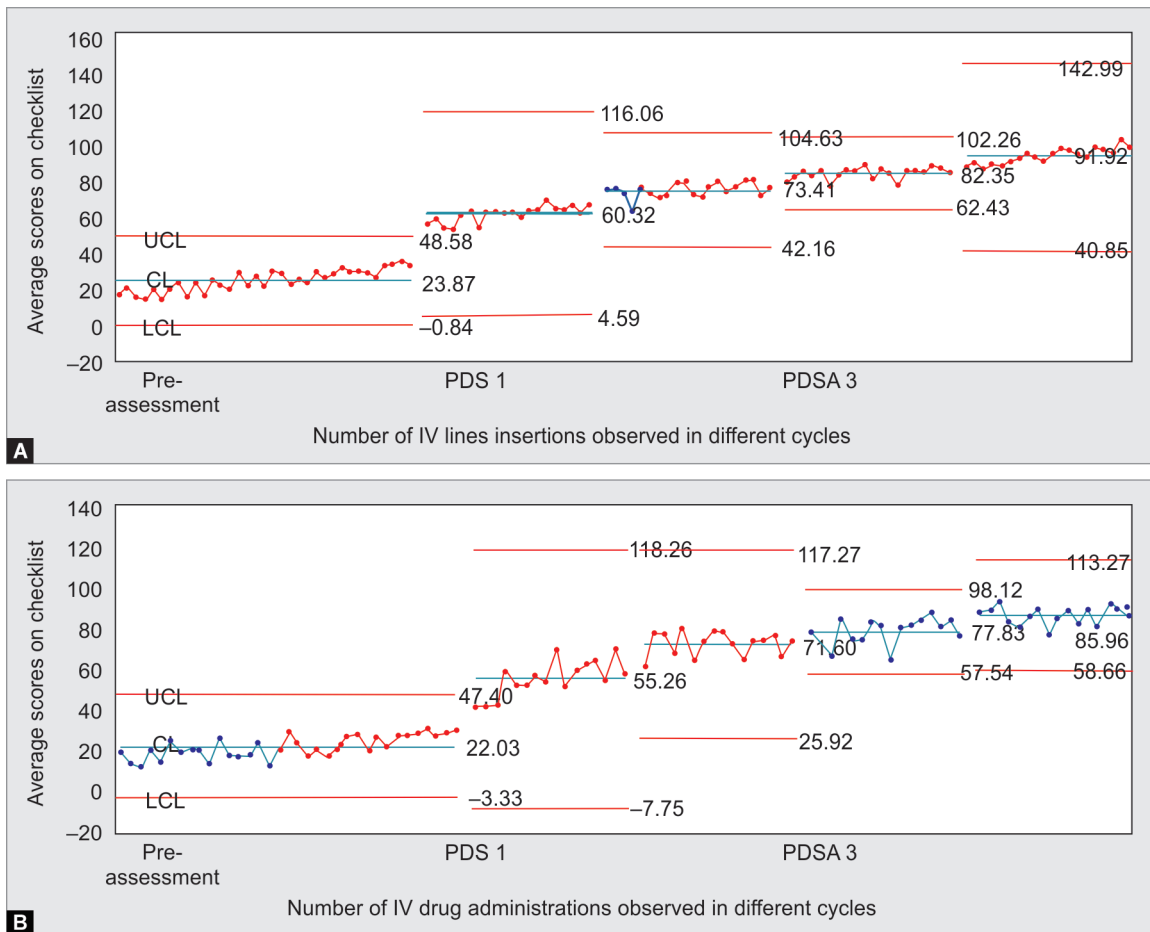 160
140
120
100
80
60
40
20
0
–20
Average scores on checklist
UCL
CL
LCL
48.58
23.87
–0.84
116.06
60.32
4.59
104.63
73.41
42.16
102.26
82.35
62.43
142.99
91.92
40.85
Pre-
assessment
PDS 1
PDSA 3
Number of IV lines insertions observed in different cycles
A
140
120
100
80
60
40
20
0
–20
Average scores on checklist
UCL
CL
LCL
47.40
22.03
–3.33
118.26
55.26
–7.75
117.27
71.60
25.92
98.12
77.83
57.54
113.27
85.96
58.66
Pre-
assessment
PDS 1
PDSA 3
Number of IV drug administrations observed in different cycles
B